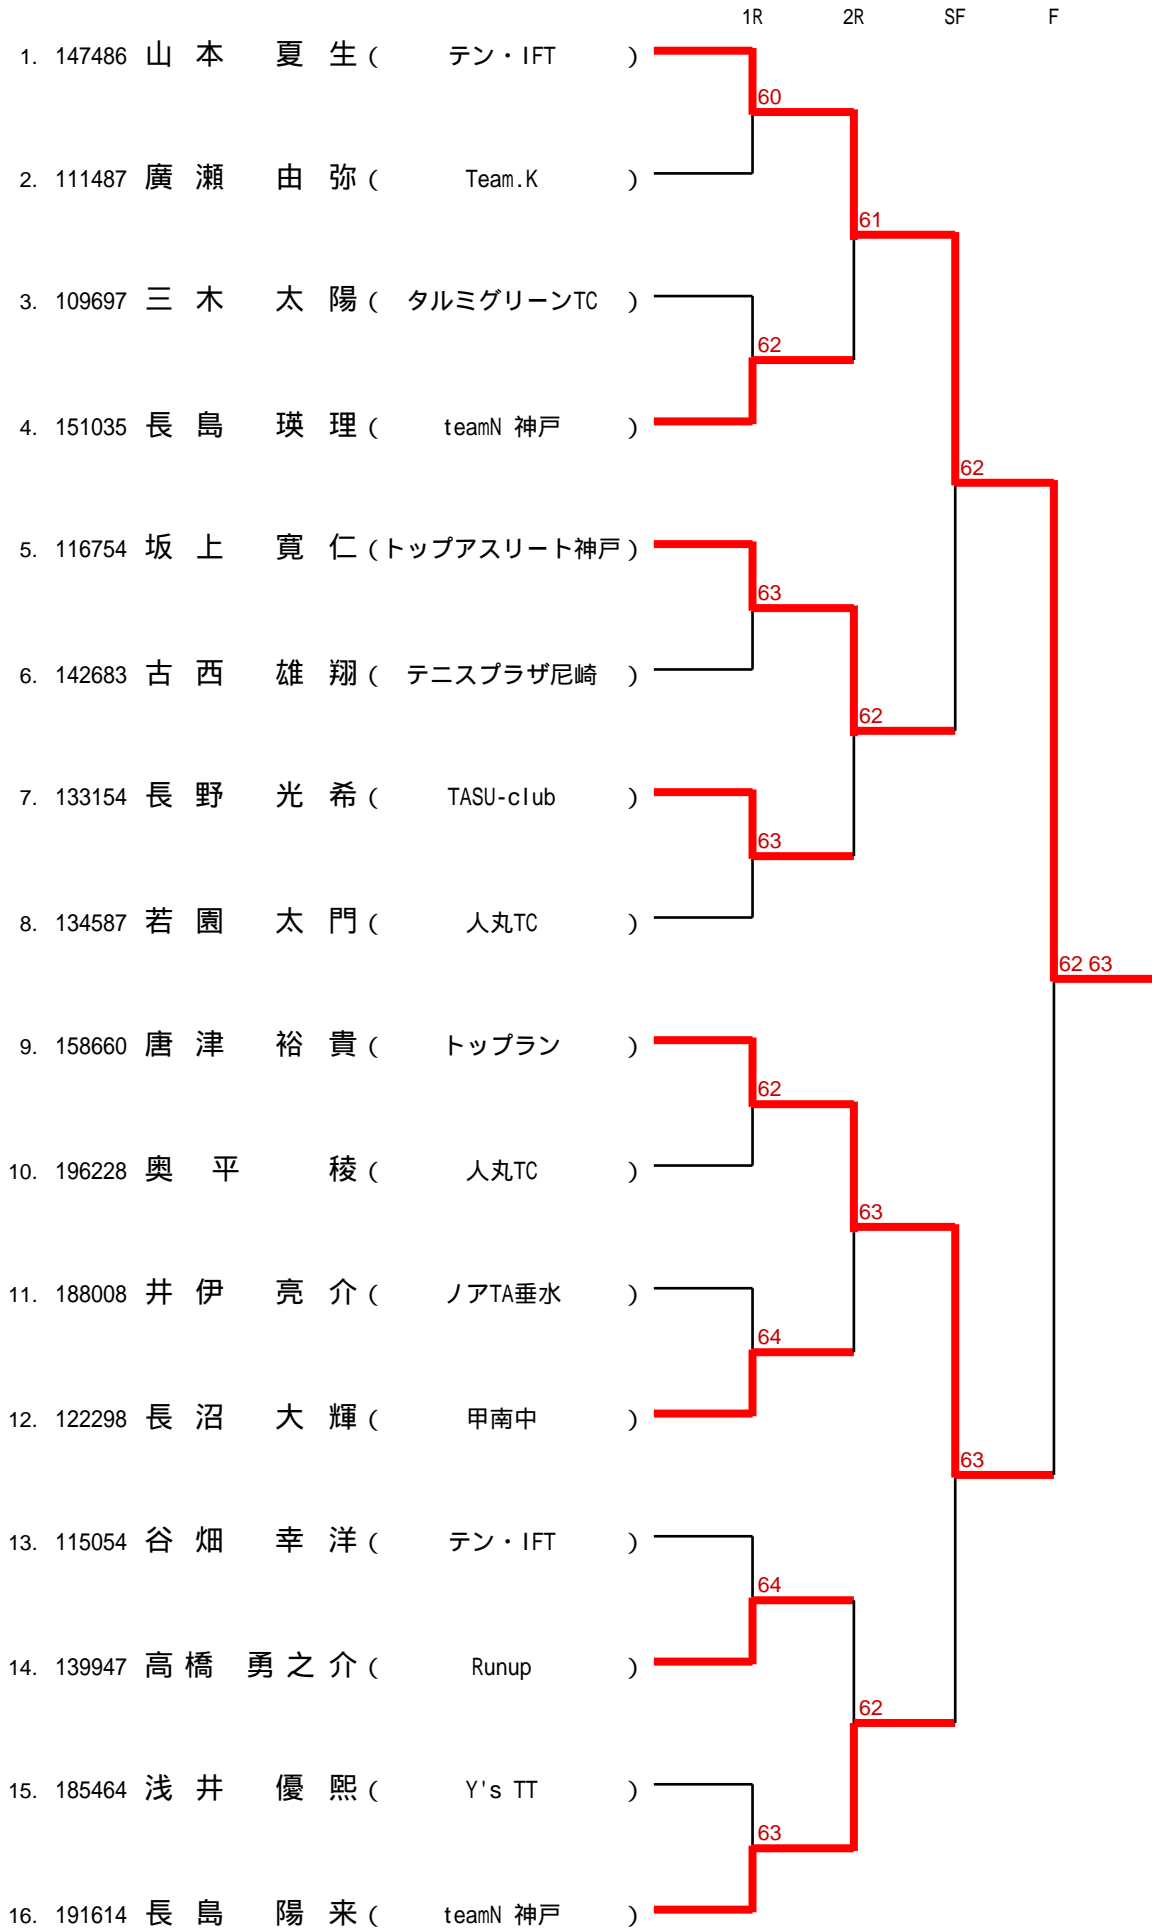 1R 2R SF F
1. 147486 山本 夏生 ( テン・IFT )
60
2. 111487 廣瀬 由弥 ( Team.K )
61
3. 109697 三木 太陽 ( タルミグリーンTC )
62
4. 151035 長島 瑛理 ( teamN 神戸 )
62
5. 116754 坂上 寛仁 (トップアスリート神戸)
63
6. 142683 古西 雄翔 ( テニスプラザ尼崎 )
62
7. 133154 長野 光希 ( TASU-club )
63
8. 134587 若園 太門 ( 人丸TC )
62 63
9. 158660 唐津 裕貴 ( トップラン )
62
10. 196228 奥平 稜 ( 人丸TC )
63
11. 188008 井伊 亮介 ( ノアTA垂水 )
64
12. 122298 長沼 大輝 ( 甲南中 )
63
13. 115054 谷畑 幸洋 ( テン・IFT )
64
14. 139947 高橋 勇之介 ( Runup )
62
15. 185464 浅井 優熙 ( Y's TT )
63
16. 191614 長島 陽来 ( teamN 神戸 )